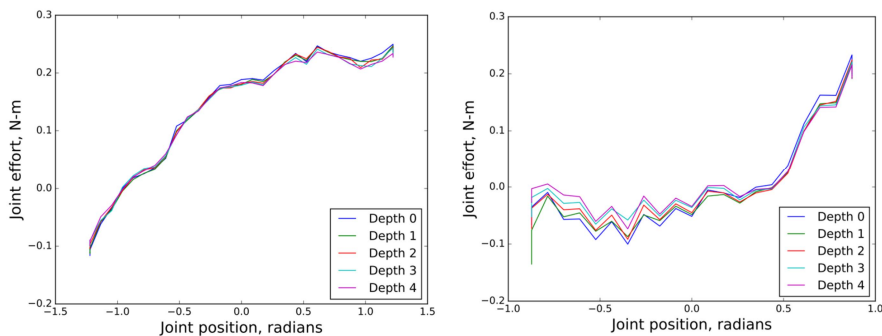 0.3
0.2
0.1
0.0
−0.1
−0.2
Joint effort, N-m
−1.5
−1.0
−0.5
0.0
0.5
1.0
1.5
Joint position, radians
Depth 0
Depth 1
Depth 2
Depth 3
Depth 4
0.3
0.2
0.1
0.0
−0.1
−0.2
Joint effort, N-m
−1.0
−0.5
0.0
0.5
1.0
Joint position, radians
Depth 0
Depth 1
Depth 2
Depth 3
Depth 4